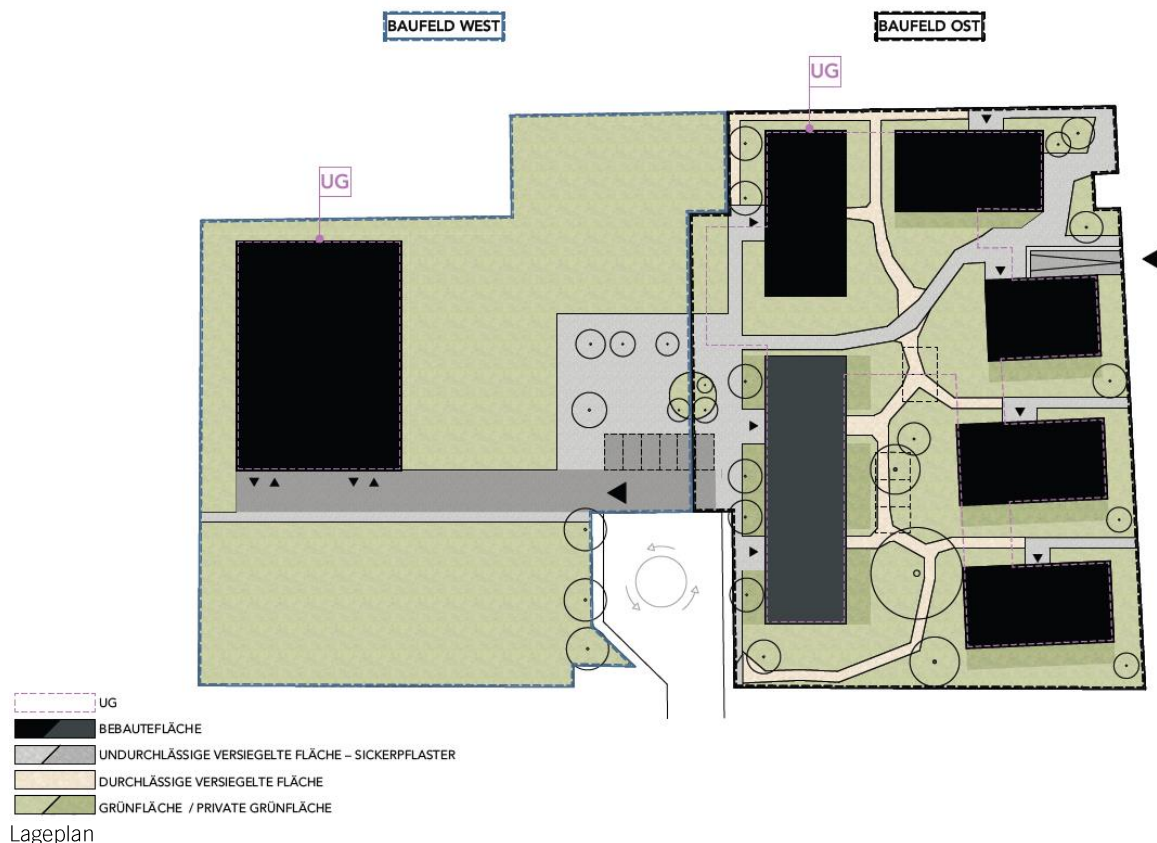 BAUFELD WEST
BAUFELD OST
UG
UG
UG
BEBAUTEFLÄCHE
UNDURCHLÄSSIGE VERSIEGELTE FLÄCHE – SICKERPFLASTER
DURCHLÄSSIGE VERSIEGELTE FLÄCHE
GRÜNFLÄCHE / PRIVATE GRÜNFLÄCHE
Lageplan